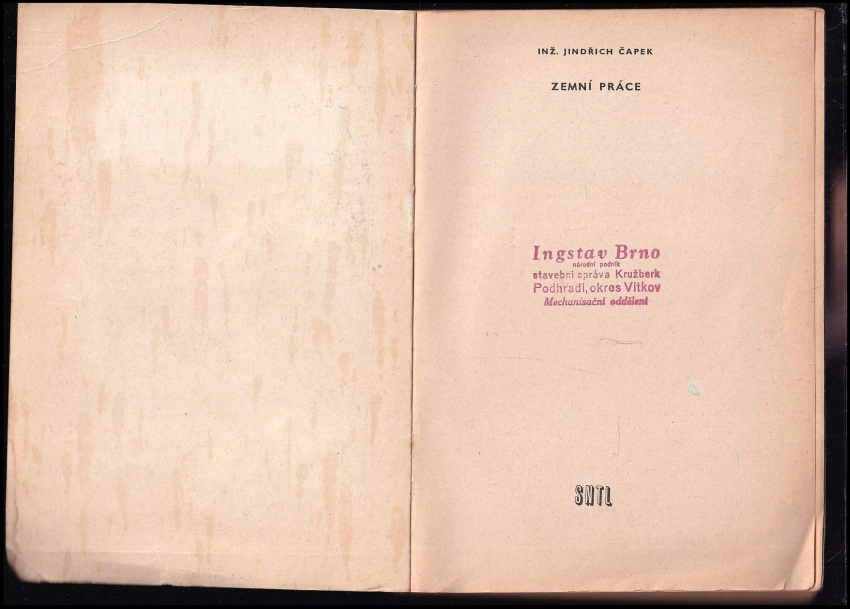 INŽ. JINDŘICH ČAPEK
ZEMNÍ PRÁCE
Ingstav Brno
národní podnik
stavební správa Kružberk
Podhradí, okres Vítkov
Mechanisační oddělení
SNTL